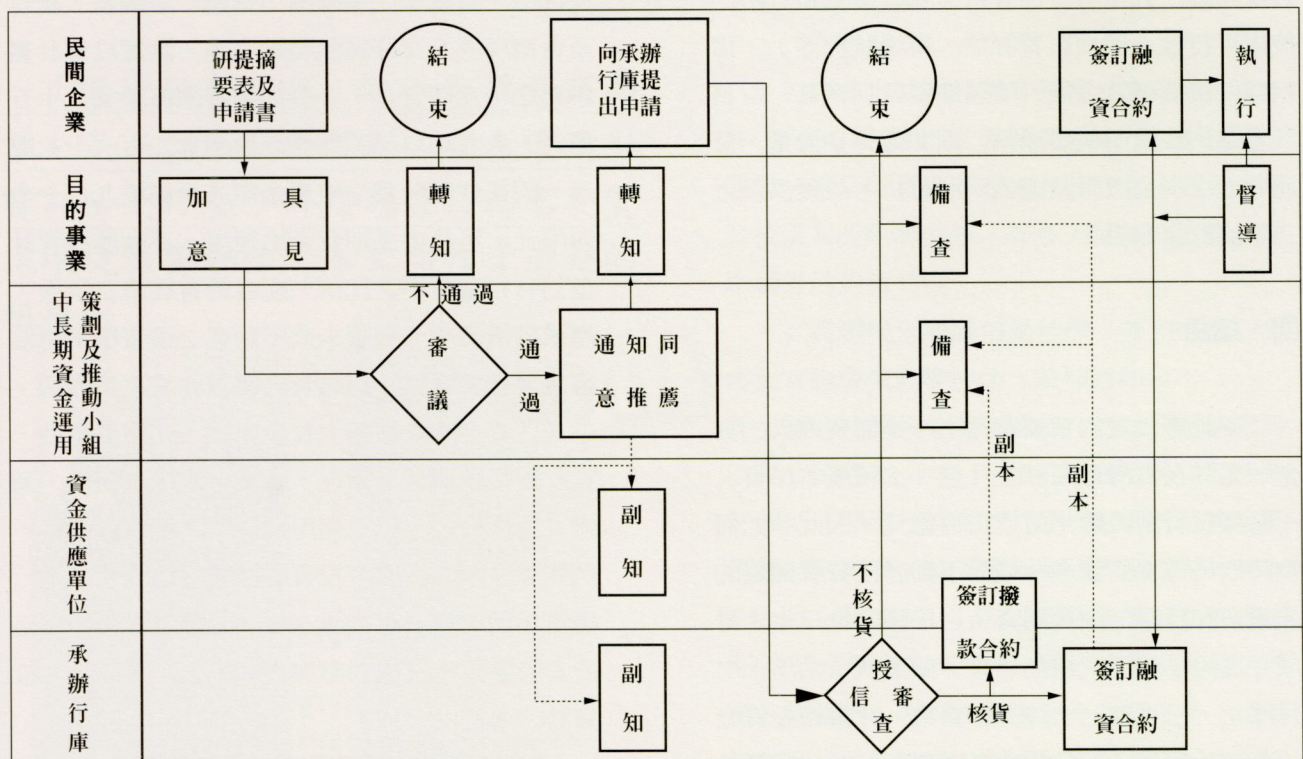 民間企業
研提摘
要表及
申請書
結束
向承辦
行庫提
出申請
結束
簽訂融
資合約
執行
目的事業
加具
意見
轉知
轉知
備查
督導
不通過
策劃及推動小組
中長期資金運用
審議
通過
通知同
意推薦
備查
副本
副本
資金供應單位
副知
不核貨
簽訂撥
款合約
承辦行庫
副知
授
信審
查
核貨
簽訂融
資合約